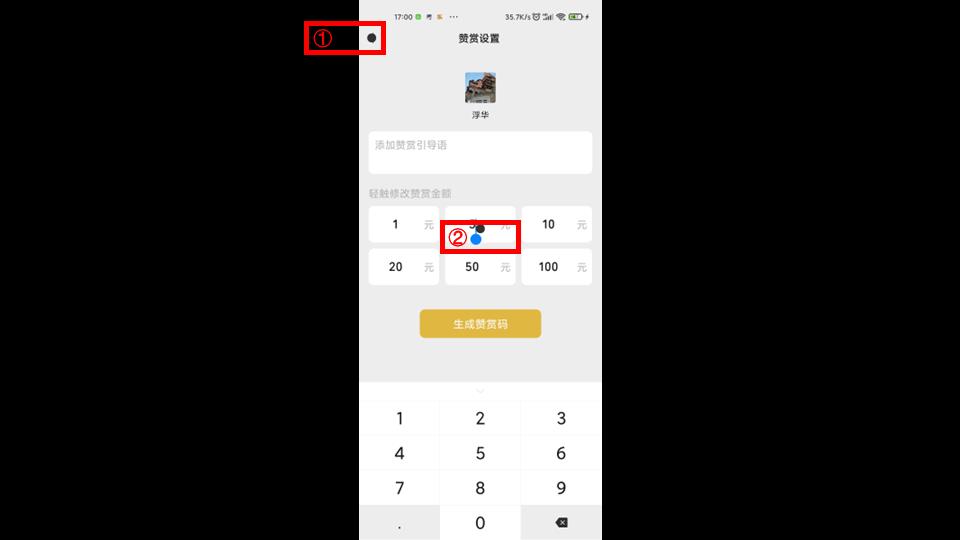 17:00 ··· 35.7K/s
①
赞赏设置
浮华
添加赞赏引导语
轻触修改赞赏金额
1 元 元 10 元
②
20 元 50 元 100 元
生成赞赏码
1 2 3
4 5 6
7 8 9
. 0